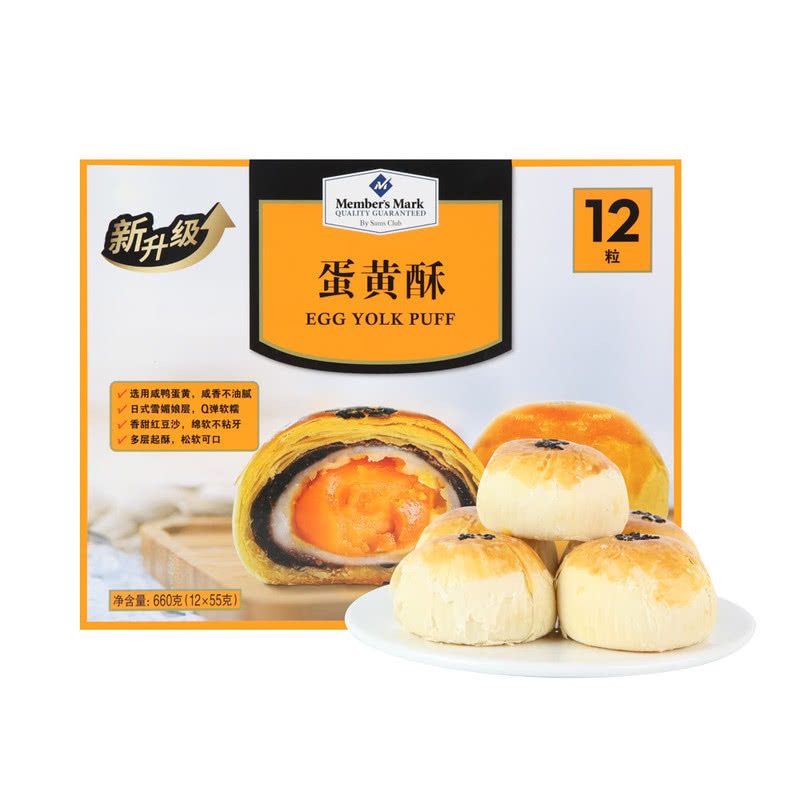 新升级
Member's Mark
QUALITY GUARANTEED
By Sams Club
蛋黄酥
EGG YOLK PUFF
12
粒
选用咸鸭蛋黄,咸香不油腻
日式雪媚娘层,Q弹软糯
香甜红豆沙,绵软不粘牙
多层起酥,松软可口
净含量:660克(12×55克)